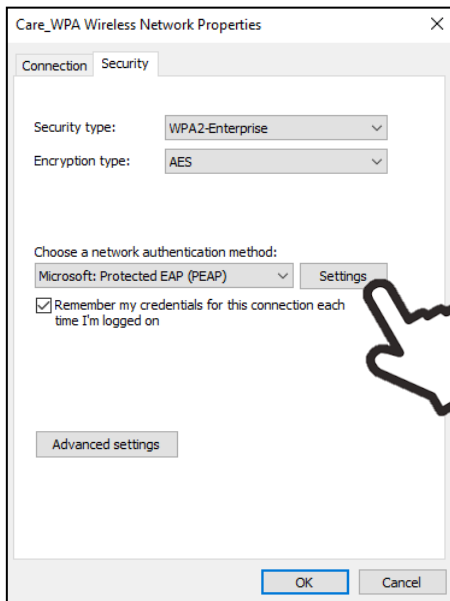 Care_WPA Wireless Network Properties
Connection Security
Security type: WPA2-Enterprise
Encryption type: AES
Choose a network authentication method:
Microsoft: Protected EAP (PEAP) Settings
Remember my credentials for this connection each
time I'm logged on
Advanced settings
OK Cancel